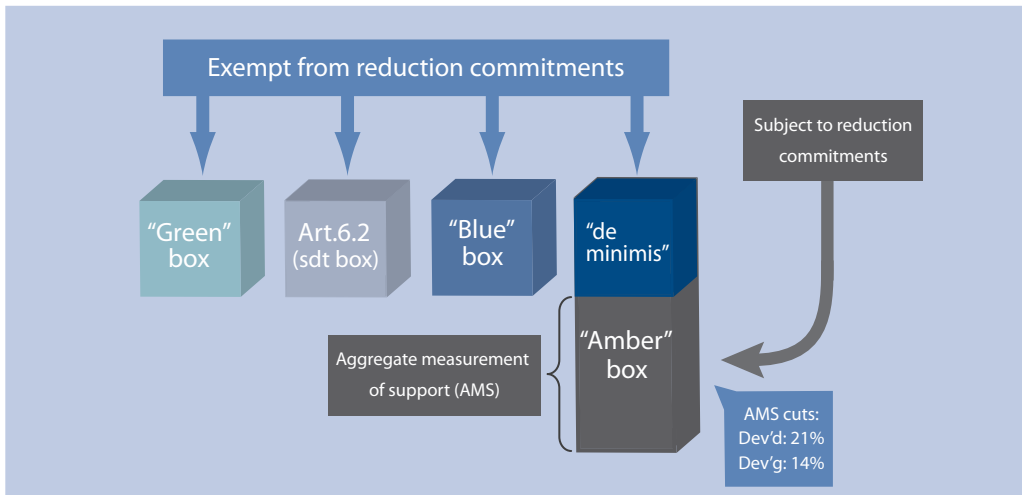 Exempt from reduction commitments
Subject to reduction
commitments
“Green”
box
Art.6.2
(sdt box)
“Blue”
box
“de
minimis”
“Amber”
box
Aggregate measurement
of support (AMS)
AMS cuts:
Dev’d: 21%
Dev’g: 14%